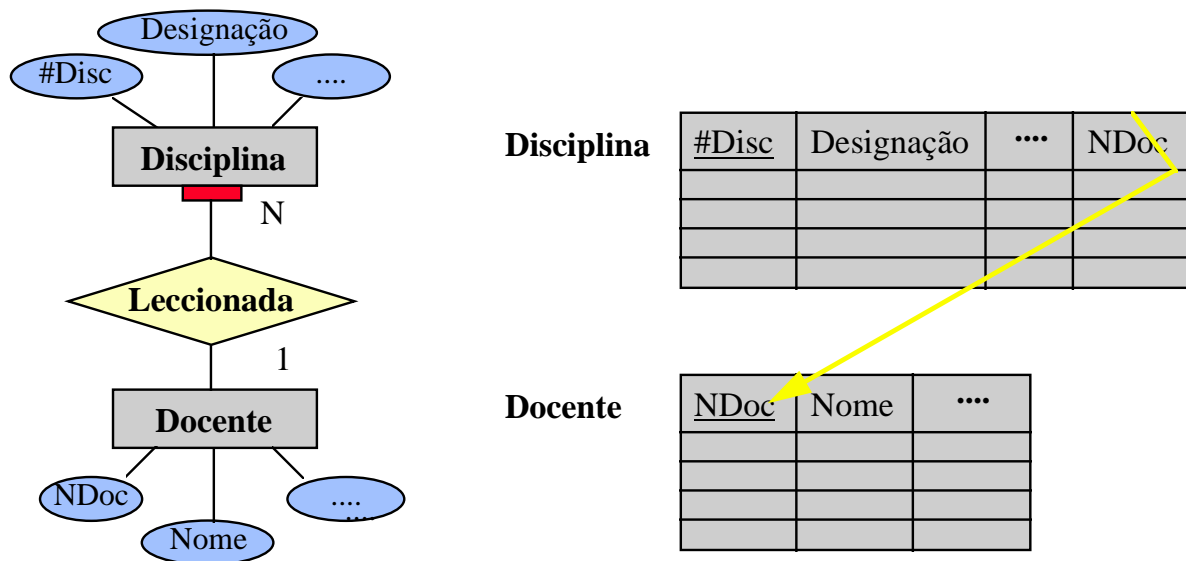 Designação
#Disc
....
Disciplina
N
Leccionada
1
Docente
NDoc
....
....
Nome
Disciplina
#Disc Designação .... NDoc
Docente
NDoc Nome ....